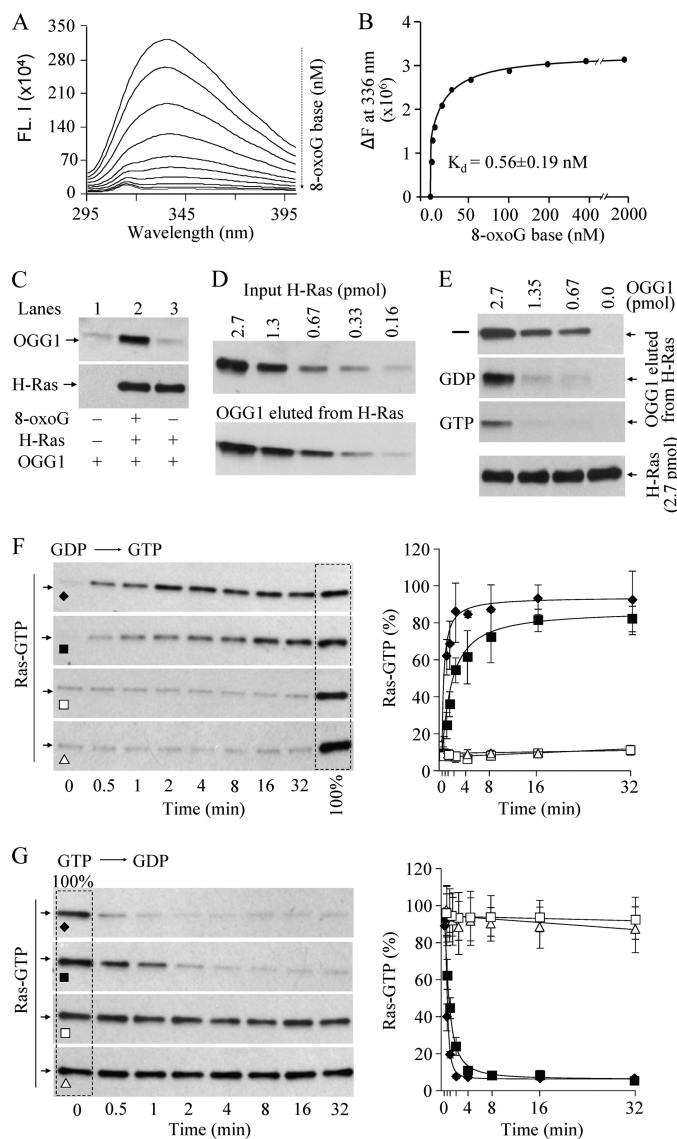 A
FL. I (x10⁴)
350
280
210
140
70
0
295
345
395
Wavelength (nm)
8-oxoG base (nM)
B
ΔF at 336 nm
(x10⁶)
4
3
2
1
0
K_d = 0.56±0.19 nM
0.0
50
100
200
400
2000
8-oxoG base (nM)
C
Lanes 1 2 3
OGG1
H-Ras
8-oxoG – + –
H-Ras – + +
OGG1 + + +
D
Input H-Ras (pmol)
2.7 1.3 0.67 0.33 0.16
OGG1 eluted from H-Ras
E
2.7 1.35 0.67 0.0
OGG1
(pmol)
–
GDP
GTP
OGG1 eluted
from H-Ras
H-Ras
(2.7 pmol)
F
GDP → GTP
Ras-GTP
0 0.5 1 2 4 8 16 32 100%
Time (min)
Ras-GTP (%)
120
100
80
60
40
20
0
0 4 8 16 32
Time (min)
G
GTP → GDP
100%
Ras-GTP
0 0.5 1 2 4 8 16 32
Time (min)
Ras-GTP (%)
120
100
80
60
40
20
0
0 4 8 16 32
Time (min)